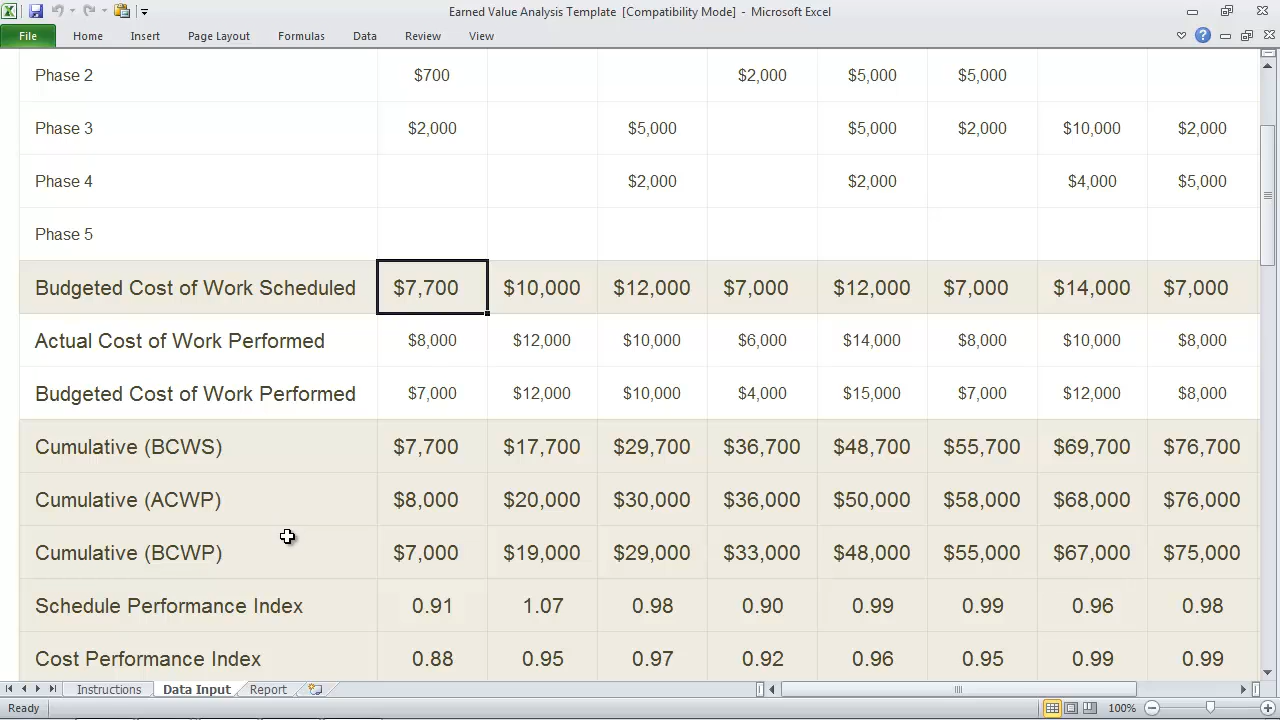 Earned Value Analysis Template [Compatibility Mode] - Microsoft Excel
File Home Insert Page Layout Formulas Data Review View
Phase 2 $700 $2,000 $5,000 $5,000
Phase 3 $2,000 $5,000 $5,000 $2,000 $10,000 $2,000
Phase 4 $2,000 $2,000 $4,000 $5,000
Phase 5
Budgeted Cost of Work Scheduled $7,700 $10,000 $12,000 $7,000 $12,000 $7,000 $14,000 $7,000
Actual Cost of Work Performed $8,000 $12,000 $10,000 $6,000 $14,000 $8,000 $10,000 $8,000
Budgeted Cost of Work Performed $7,000 $12,000 $10,000 $4,000 $15,000 $7,000 $12,000 $8,000
Cumulative (BCWS) $7,700 $17,700 $29,700 $36,700 $48,700 $55,700 $69,700 $76,700
Cumulative (ACWP) $8,000 $20,000 $30,000 $36,000 $50,000 $58,000 $68,000 $76,000
Cumulative (BCWP) $7,000 $19,000 $29,000 $33,000 $48,000 $55,000 $67,000 $75,000
Schedule Performance Index 0.91 1.07 0.98 0.90 0.99 0.99 0.96 0.98
Cost Performance Index 0.88 0.95 0.97 0.92 0.96 0.95 0.99 0.99
Instructions Data Input Report
Ready 100%